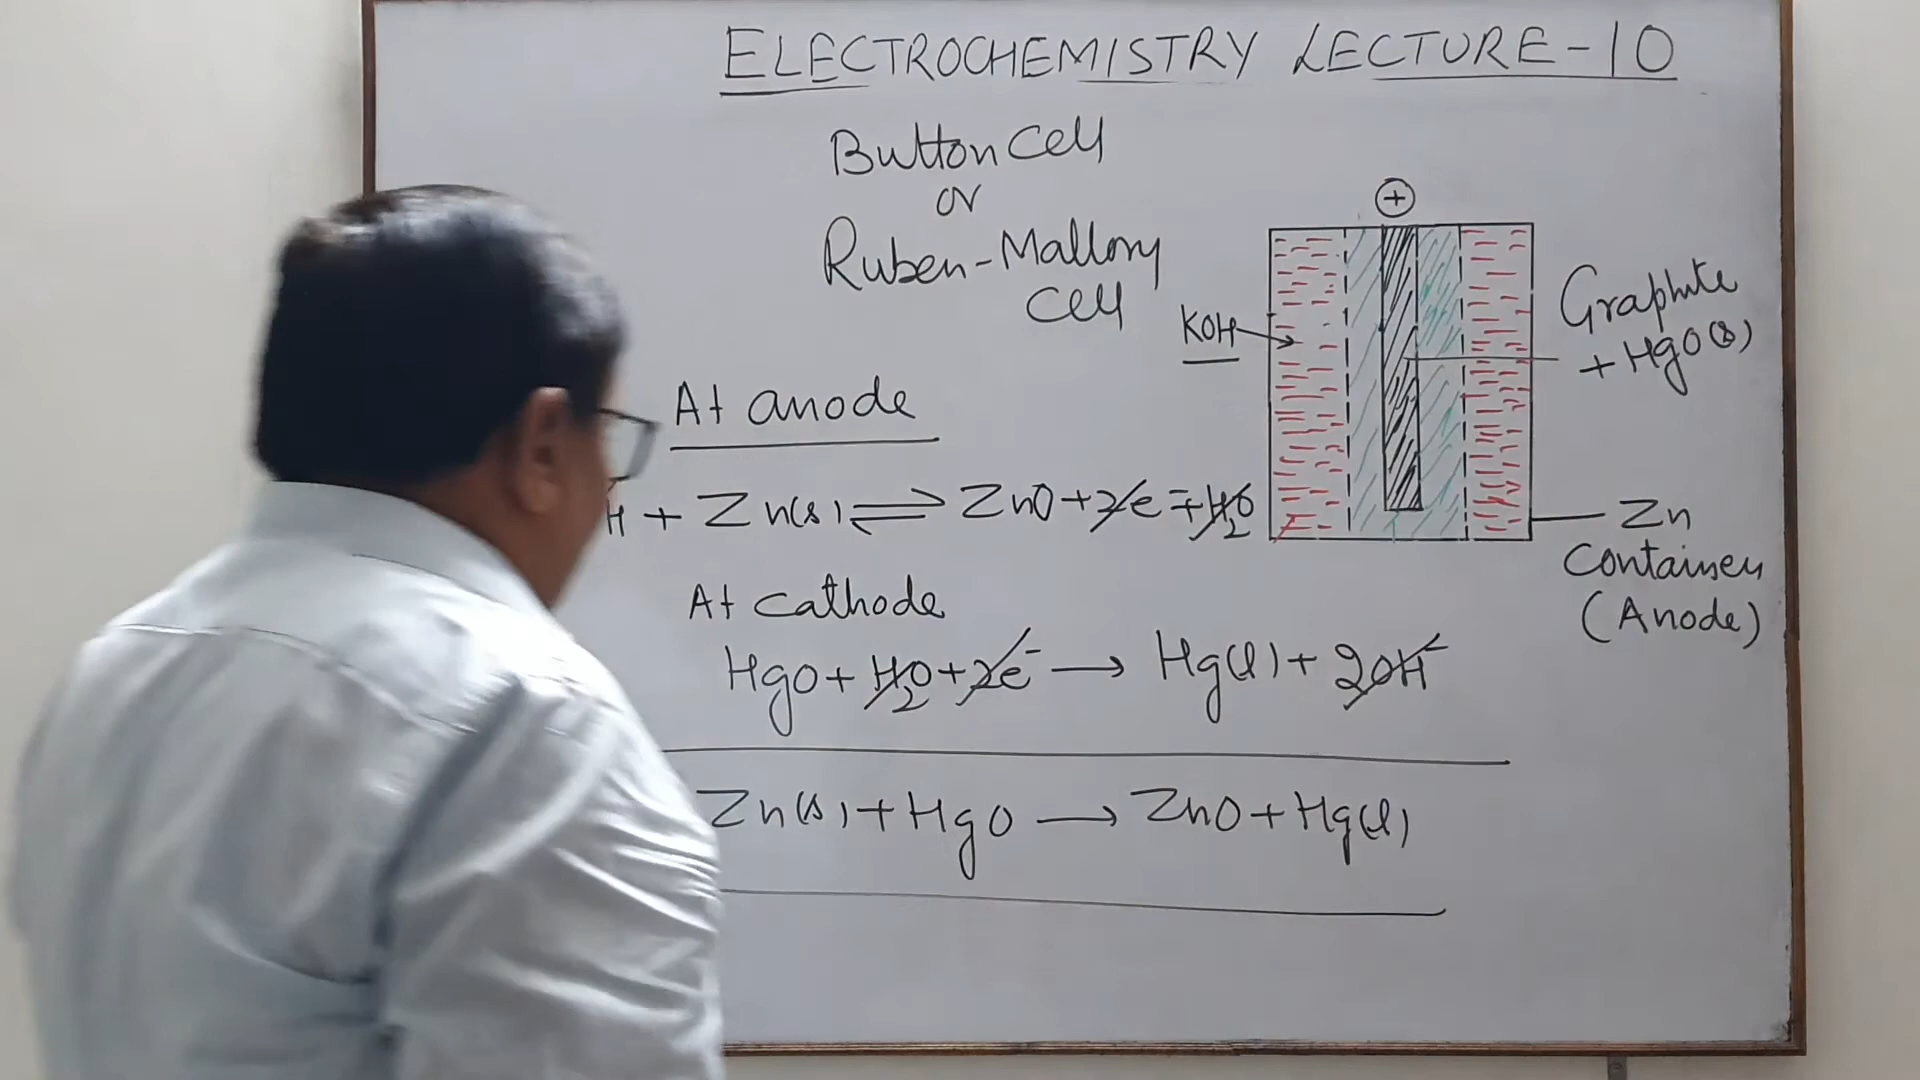 ELECTROCHEMISTRY LECTURE-10
Button Cell
or
Ruben-Mallory
Cell
+
KOH
Graphite
+ HgO(s)
Zn
Container
(Anode)
At anode
H + Zn(s) ⇌ ZnO + 2e⁻ + H₂O
At Cathode
HgO + H₂O + 2e⁻ → Hg(l) + 2OH⁻
Zn(s) + HgO → ZnO + Hg(l)